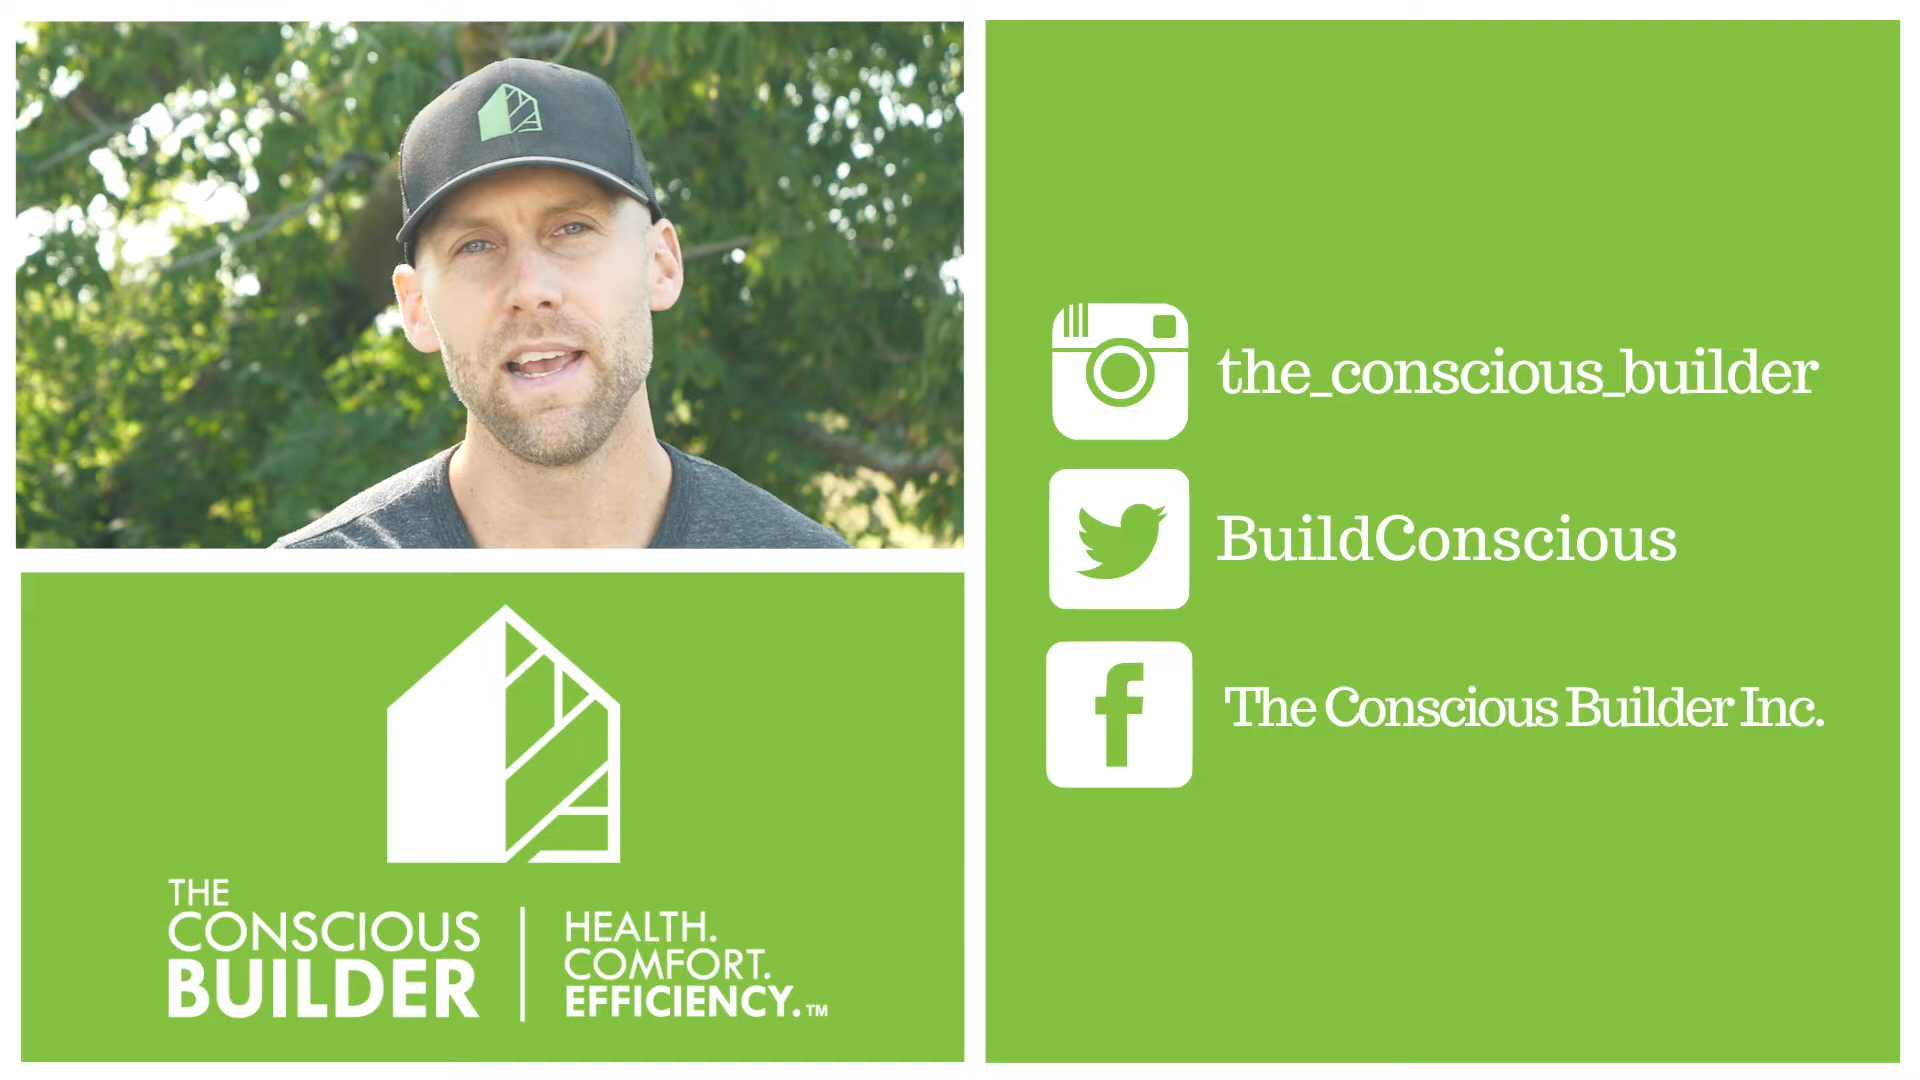 the_conscious_builder
BuildConscious
The Conscious Builder Inc.
THE
CONSCIOUS
BUILDER
HEALTH.
COMFORT.
EFFICIENCY.™